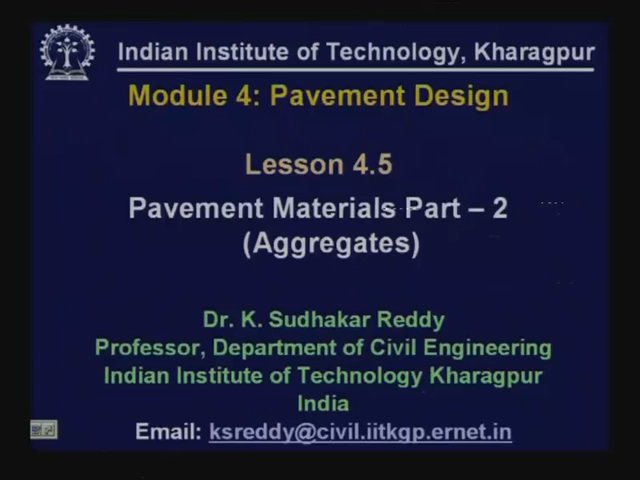 Indian Institute of Technology, Kharagpur
Module 4: Pavement Design
Lesson 4.5
Pavement Materials Part – 2
(Aggregates)
Dr. K. Sudhakar Reddy
Professor, Department of Civil Engineering
Indian Institute of Technology Kharagpur
India
Email: ksreddy@civil.iitkgp.ernet.in